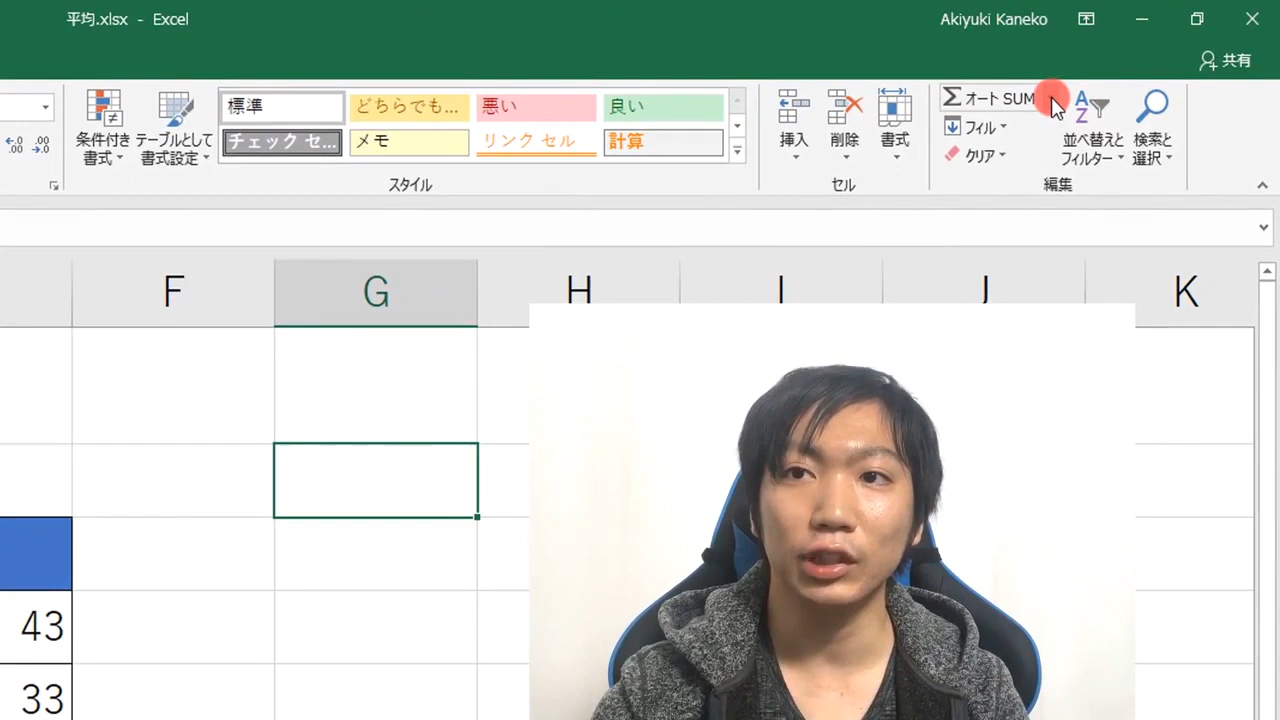 平均.xlsx - Excel
Akiyuki Kaneko
共有
標準
どちらでも...
悪い
良い
チェック セ...
メモ
リンク セル
計算
条件付き
書式
テーブルとして
書式設定
スタイル
挿入
削除
書式
セル
Σ オート SUM
フィル
クリア
並べ替えと
フィルター
検索と
選択
編集
F G H I J K
43
33